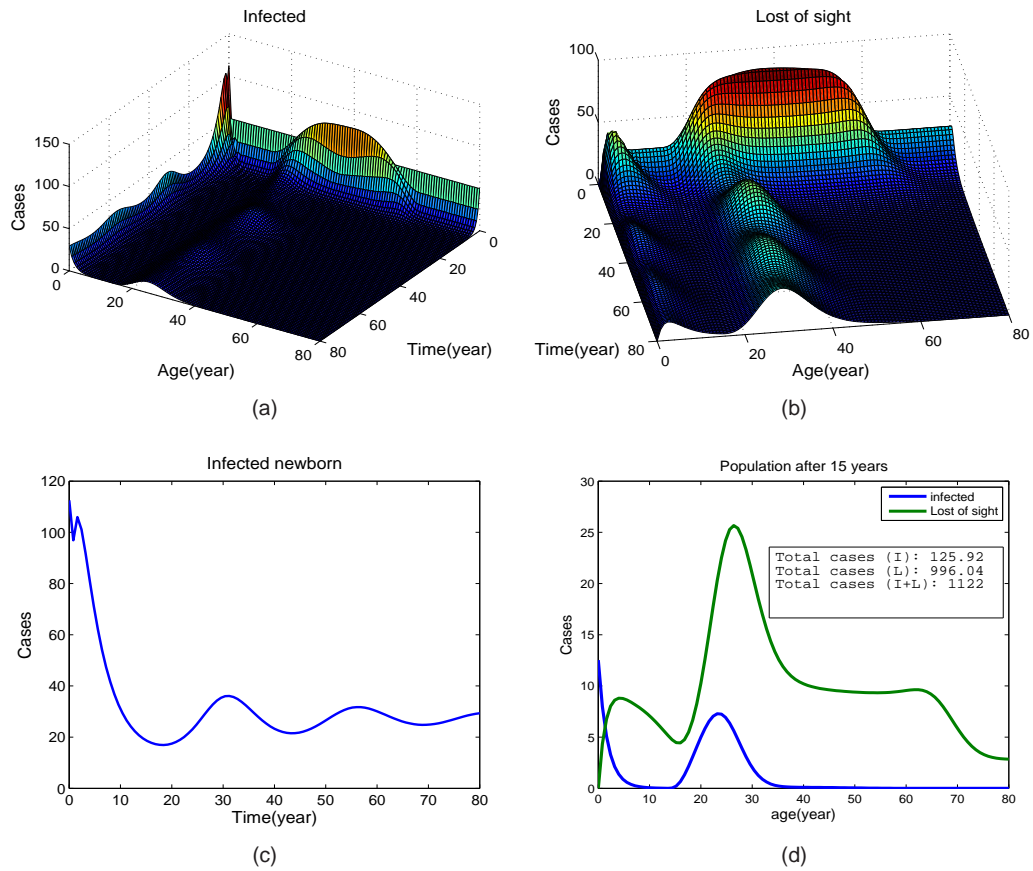 Infected
150
100
50
0
Cases
0
20
40
60
80
Age(year)
0
20
40
60
80
Time(year)
(a)
Lost of sight
100
50
0
Cases
0
20
40
60
80
Time(year)
0
20
40
60
80
Age(year)
(b)
Infected newborn
120
100
80
60
40
20
0
Cases
0 10 20 30 40 50 60 70 80
Time(year)
(c)
Population after 15 years
30
25
20
15
10
5
0
Cases
infected
Lost of sight
Total cases (I): 125.92
Total cases (L): 996.04
Total cases (I+L): 1122
0 10 20 30 40 50 60 70 80
age(year)
(d)